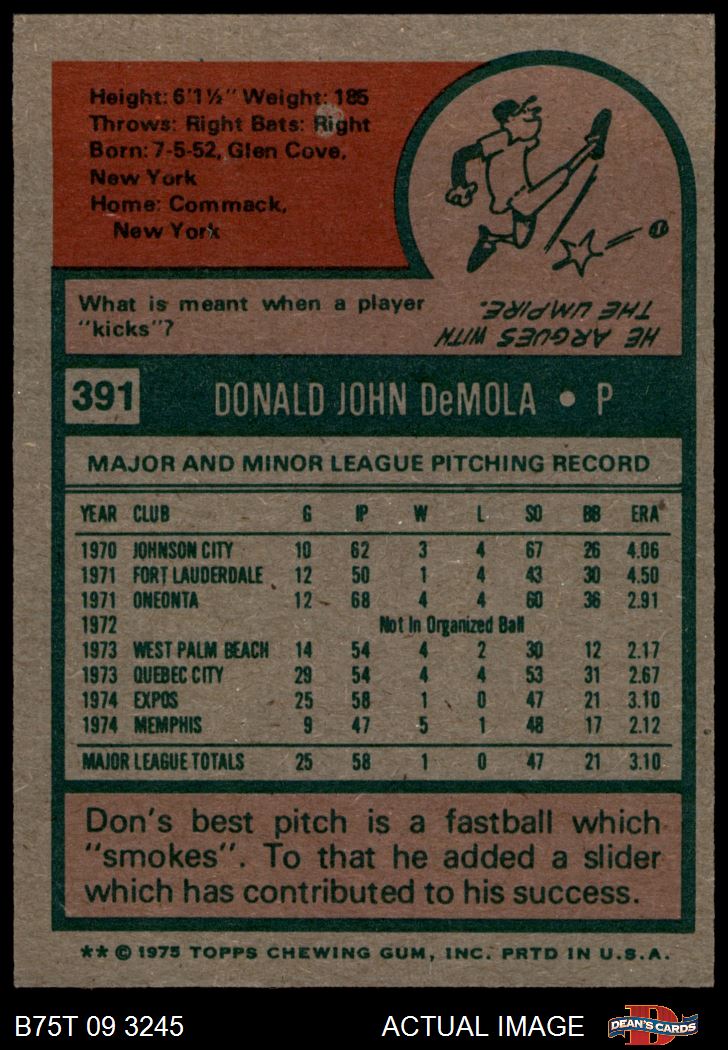 Height: 6'1½" Weight: 185
Throws: Right Bats: Right
Born: 7-5-52, Glen Cove,
New York
Home: Commack,
New York
What is meant when a player
"kicks"?
HE ARGUES WITH
THE UMPIRE.
391 DONALD JOHN DeMOLA • P
MAJOR AND MINOR LEAGUE PITCHING RECORD
YEAR CLUB G IP W L SO BB ERA
1970 JOHNSON CITY 10 62 3 4 67 26 4.06
1971 FORT LAUDERDALE 12 50 1 4 43 30 4.50
1971 ONEONTA 12 68 4 4 60 36 2.91
1972 Not In Organized Ball
1973 WEST PALM BEACH 14 54 4 2 30 12 2.17
1973 QUEBEC CITY 29 54 4 4 53 31 2.67
1974 EXPOS 25 58 1 0 47 21 3.10
1974 MEMPHIS 9 47 5 1 48 17 2.12
MAJOR LEAGUE TOTALS 25 58 1 0 47 21 3.10
Don's best pitch is a fastball which
"smokes". To that he added a slider
which has contributed to his success.
** © 1975 TOPPS CHEWING GUM, INC. PRTD IN U.S.A.
B75T 09 3245 ACTUAL IMAGE D DEAN'S CARDS